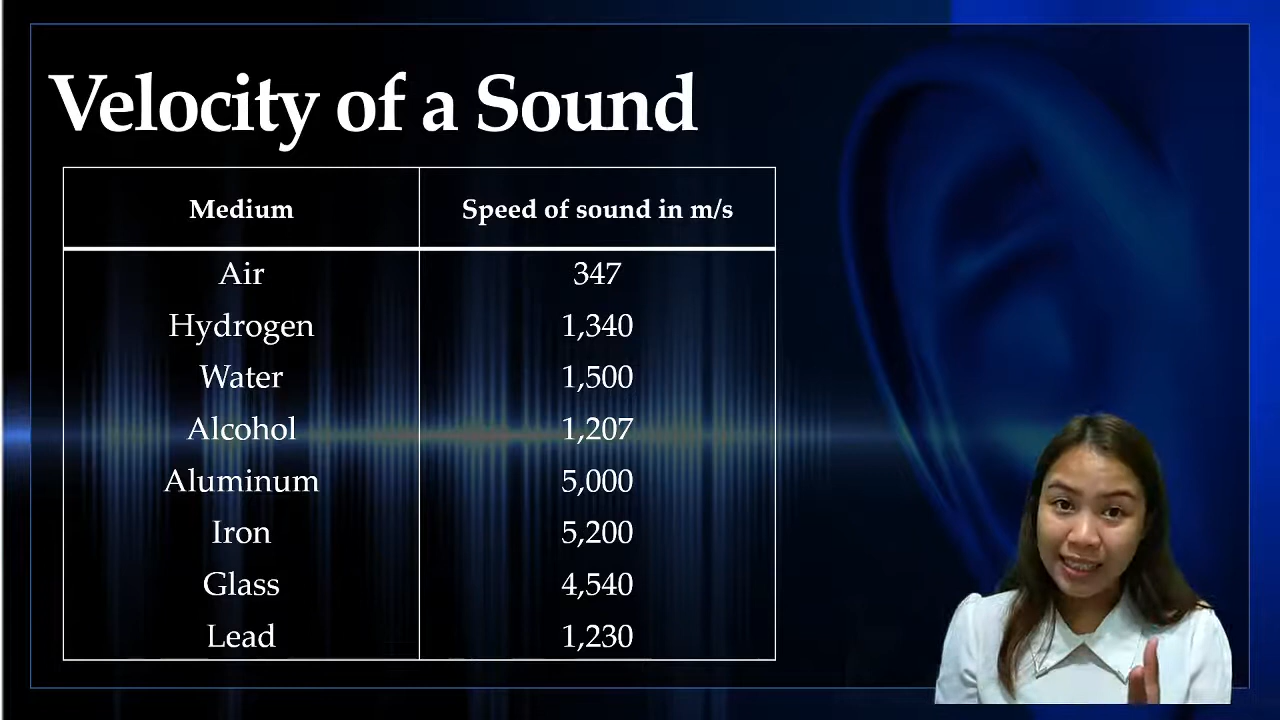 Velocity of a Sound
Medium Speed of sound in m/s
Air 347
Hydrogen 1,340
Water 1,500
Alcohol 1,207
Aluminum 5,000
Iron 5,200
Glass 4,540
Lead 1,230